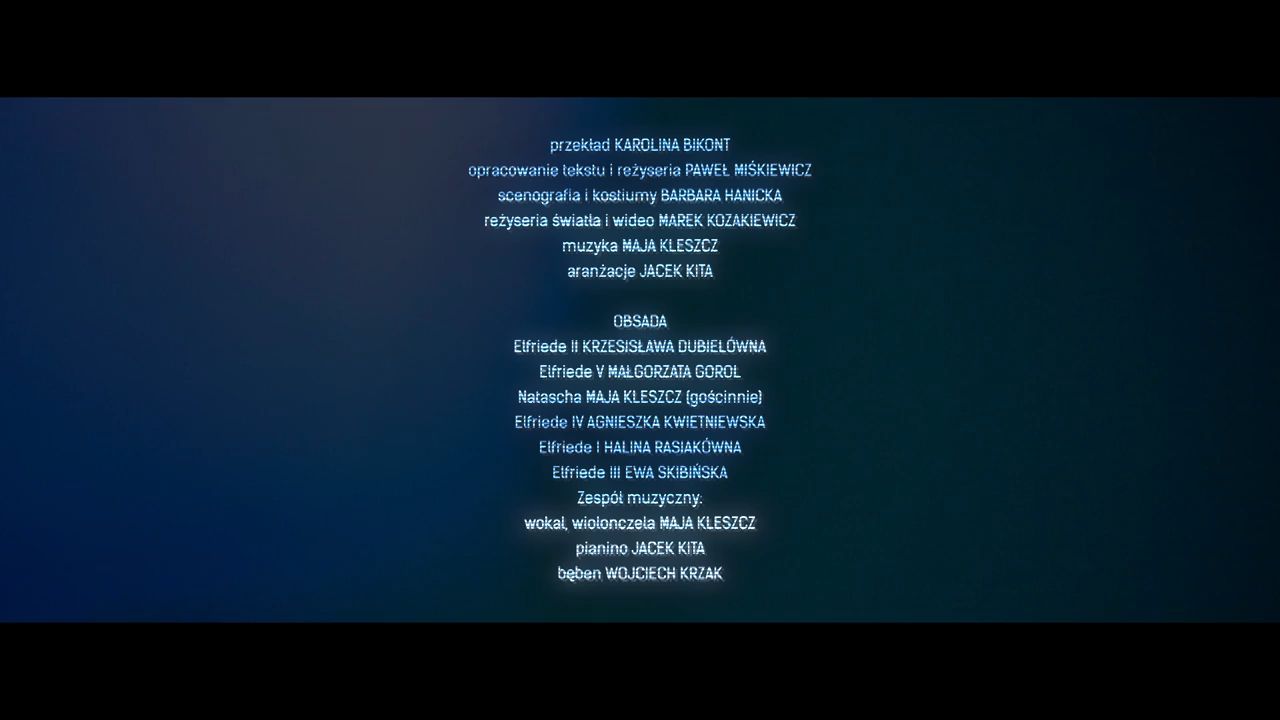 przekład KAROLINA BIKONT
opracowanie tekstu i reżyseria PAWEŁ MIŚKIEWICZ
scenografia i kostiumy BARBARA HANICKA
reżyseria światła i wideo MAREK KOZAKIEWICZ
muzyka MAJA KLESZCZ
aranżacje JACEK KITA
OBSADA
Elfriede II KRZESISŁAWA DUBIELÓWNA
Elfriede V MAŁGORZATA GOROL
Natascha MAJA KLESZCZ (gościnnie)
Elfriede IV AGNIESZKA KWIETNIEWSKA
Elfriede I HALINA RASIAKÓWNA
Elfriede III EWA SKIBIŃSKA
Zespół muzyczny:
wokal, wiolonczela MAJA KLESZCZ
pianino JACEK KITA
bęben WOJCIECH KRZAK